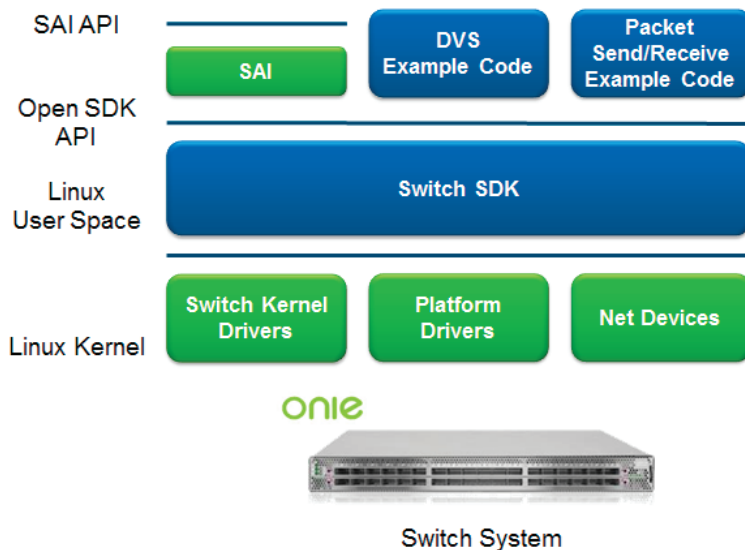 SAI API
SAI
DVS
Example Code
Packet
Send/Receive
Example Code
Open SDK
API
Linux
User Space
Switch SDK
Linux Kernel
Switch Kernel
Drivers
Platform
Drivers
Net Devices
onie
Switch System